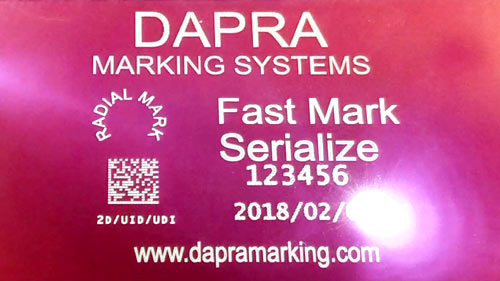 DAPRA
MARKING SYSTEMS
RADIAL MARK
Fast Mark
Serialize
123456
2D/UID/UDI
2018/02/
www.dapramarking.com